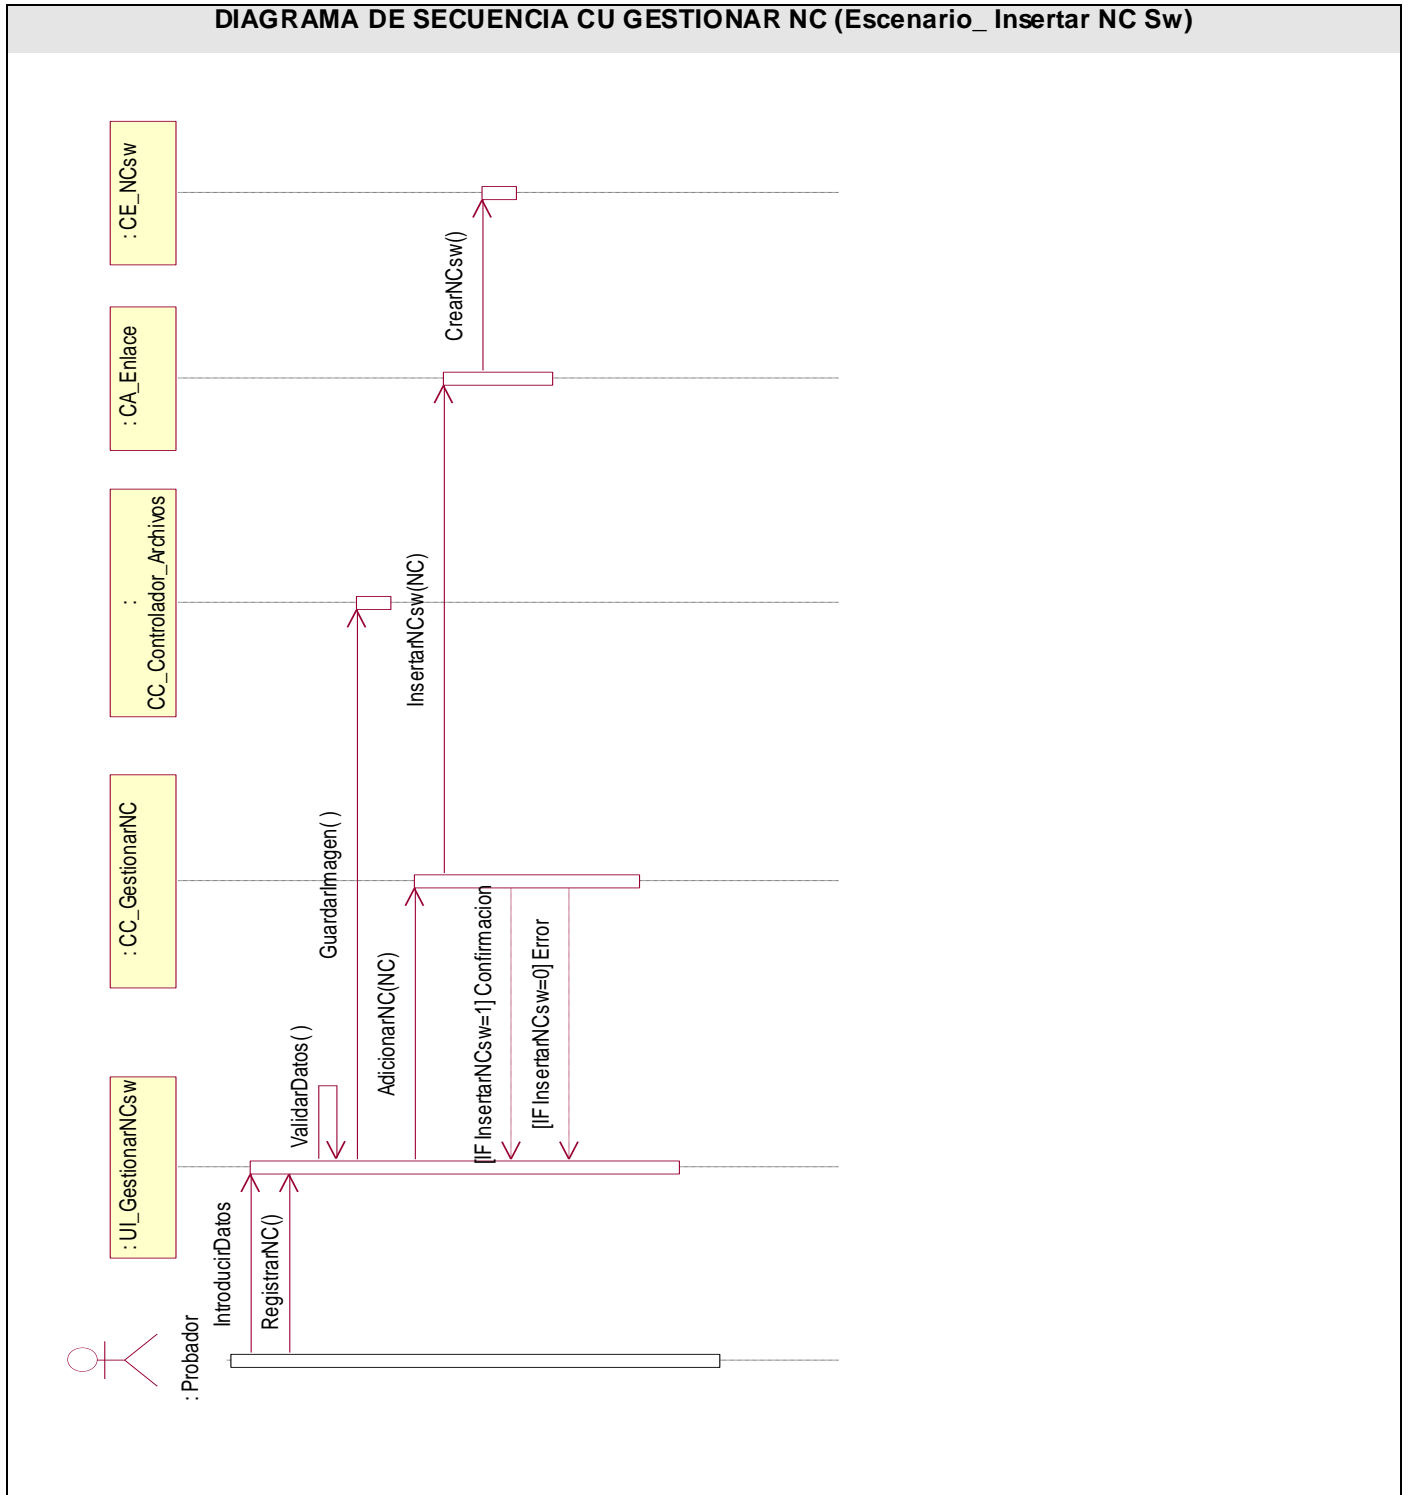 DIAGRAMA DE SECUENCIA CU GESTIONAR NC (Escenario_ Insertar NC Sw)
: Probador
: UI_GestionarNCsw
: CC_GestionarNC
:
CC_Controlador_Archivos
: CA_Enlace
: CE_NCsw
IntroducirDatos
RegistrarNC()
ValidarDatos( )
GuardarImagen( )
AdicionarNC(NC)
InsertarNCsw(NC)
CrearNCsw()
[IF InsertarNCsw=1] Confirmacion
[IF InsertarNCsw=0] Error